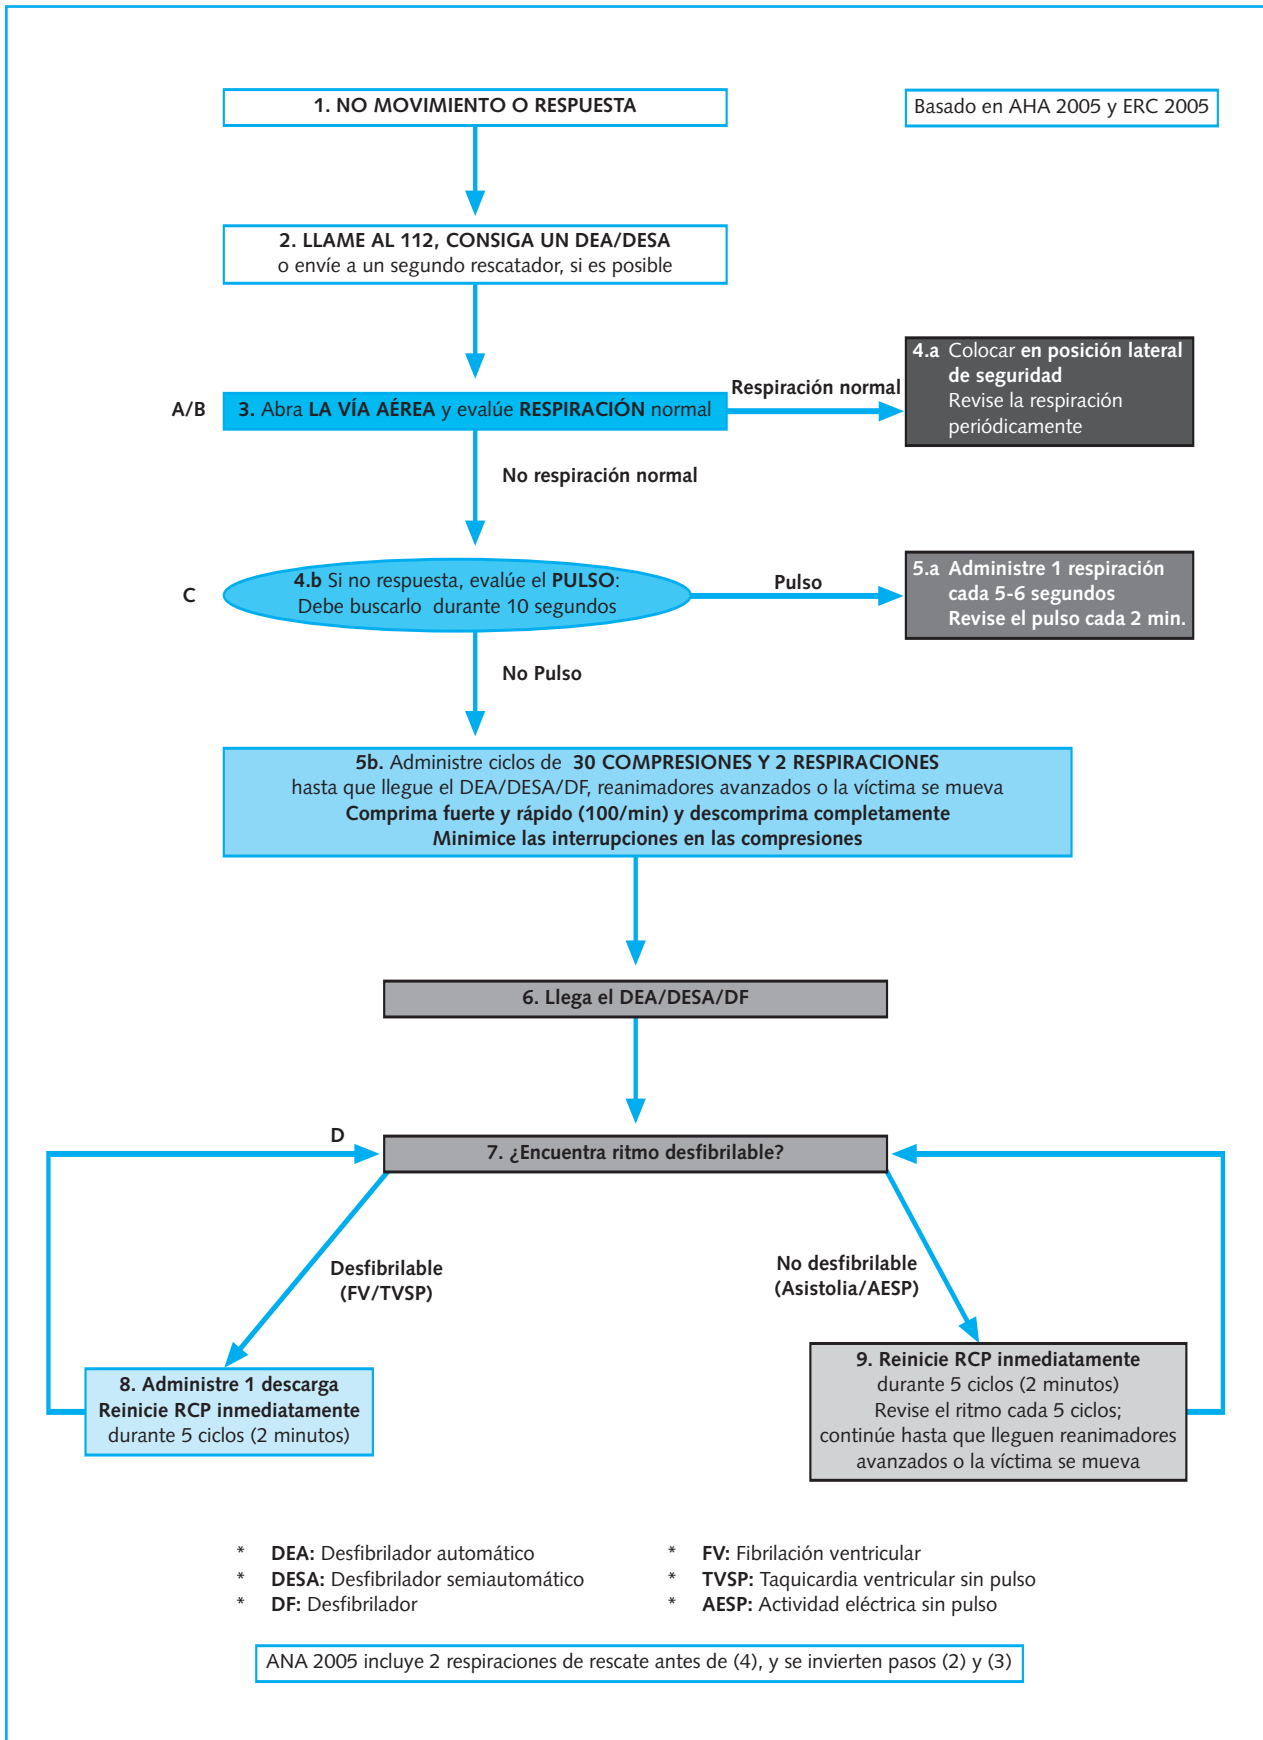 1. NO MOVIMIENTO O RESPUESTA
Basado en AHA 2005 y ERC 2005
2. LLAME AL 112, CONSIGA UN DEA/DESA
o envíe a un segundo rescatador, si es posible
A/B
3. Abra LA VÍA AÉREA y evalúe RESPIRACIÓN normal
Respiración normal
4.a Colocar en posición lateral
de seguridad
Revise la respiración
periódicamente
No respiración normal
C
4.b Si no respuesta, evalúe el PULSO:
Debe buscarlo durante 10 segundos
Pulso
5.a Administre 1 respiración
cada 5-6 segundos
Revise el pulso cada 2 min.
No Pulso
5b. Administre ciclos de 30 COMPRESIONES Y 2 RESPIRACIONES
hasta que llegue el DEA/DESA/DF, reanimadores avanzados o la víctima se mueva
Comprima fuerte y rápido (100/min) y descomprima completamente
Minimice las interrupciones en las compresiones
6. Llega el DEA/DESA/DF
D
7. ¿Encuentra ritmo desfibrilable?
Desfibrilable
(FV/TVSP)
No desfibrilable
(Asistolia/AESP)
8. Administre 1 descarga
Reinicie RCP inmediatamente
durante 5 ciclos (2 minutos)
9. Reinicie RCP inmediatamente
durante 5 ciclos (2 minutos)
Revise el ritmo cada 5 ciclos;
continúe hasta que lleguen reanimadores
avanzados o la víctima se mueva
* DEA: Desfibrilador automático
* DESA: Desfibrilador semiautomático
* DF: Desfibrilador
* FV: Fibrilación ventricular
* TVSP: Taquicardia ventricular sin pulso
* AESP: Actividad eléctrica sin pulso
ANA 2005 incluye 2 respiraciones de rescate antes de (4), y se invierten pasos (2) y (3)